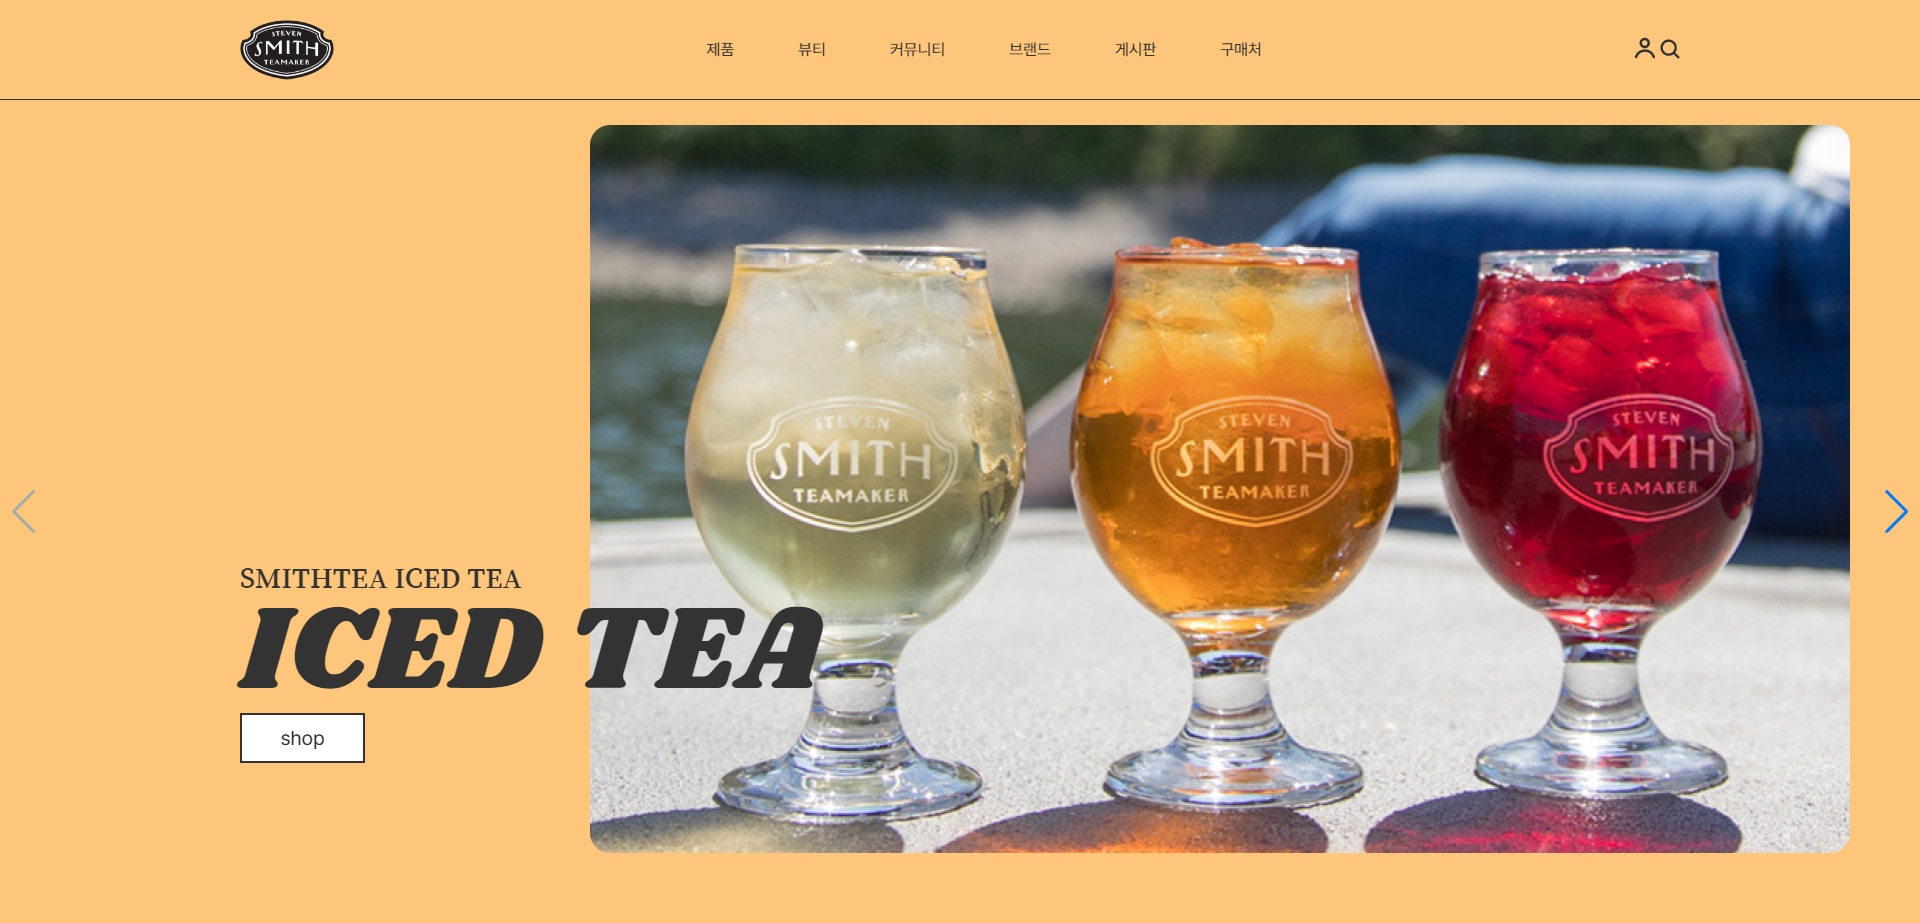 STEVEN
SMITH
TEAMAKER
제품 뷰티 커뮤니티 브랜드 게시판 구매처
STEVEN
SMITH
TEAMAKER
STEVEN
SMITH
TEAMAKER
STEVEN
SMITH
TEAMAKER
SMITHTEA ICED TEA
ICED TEA
shop